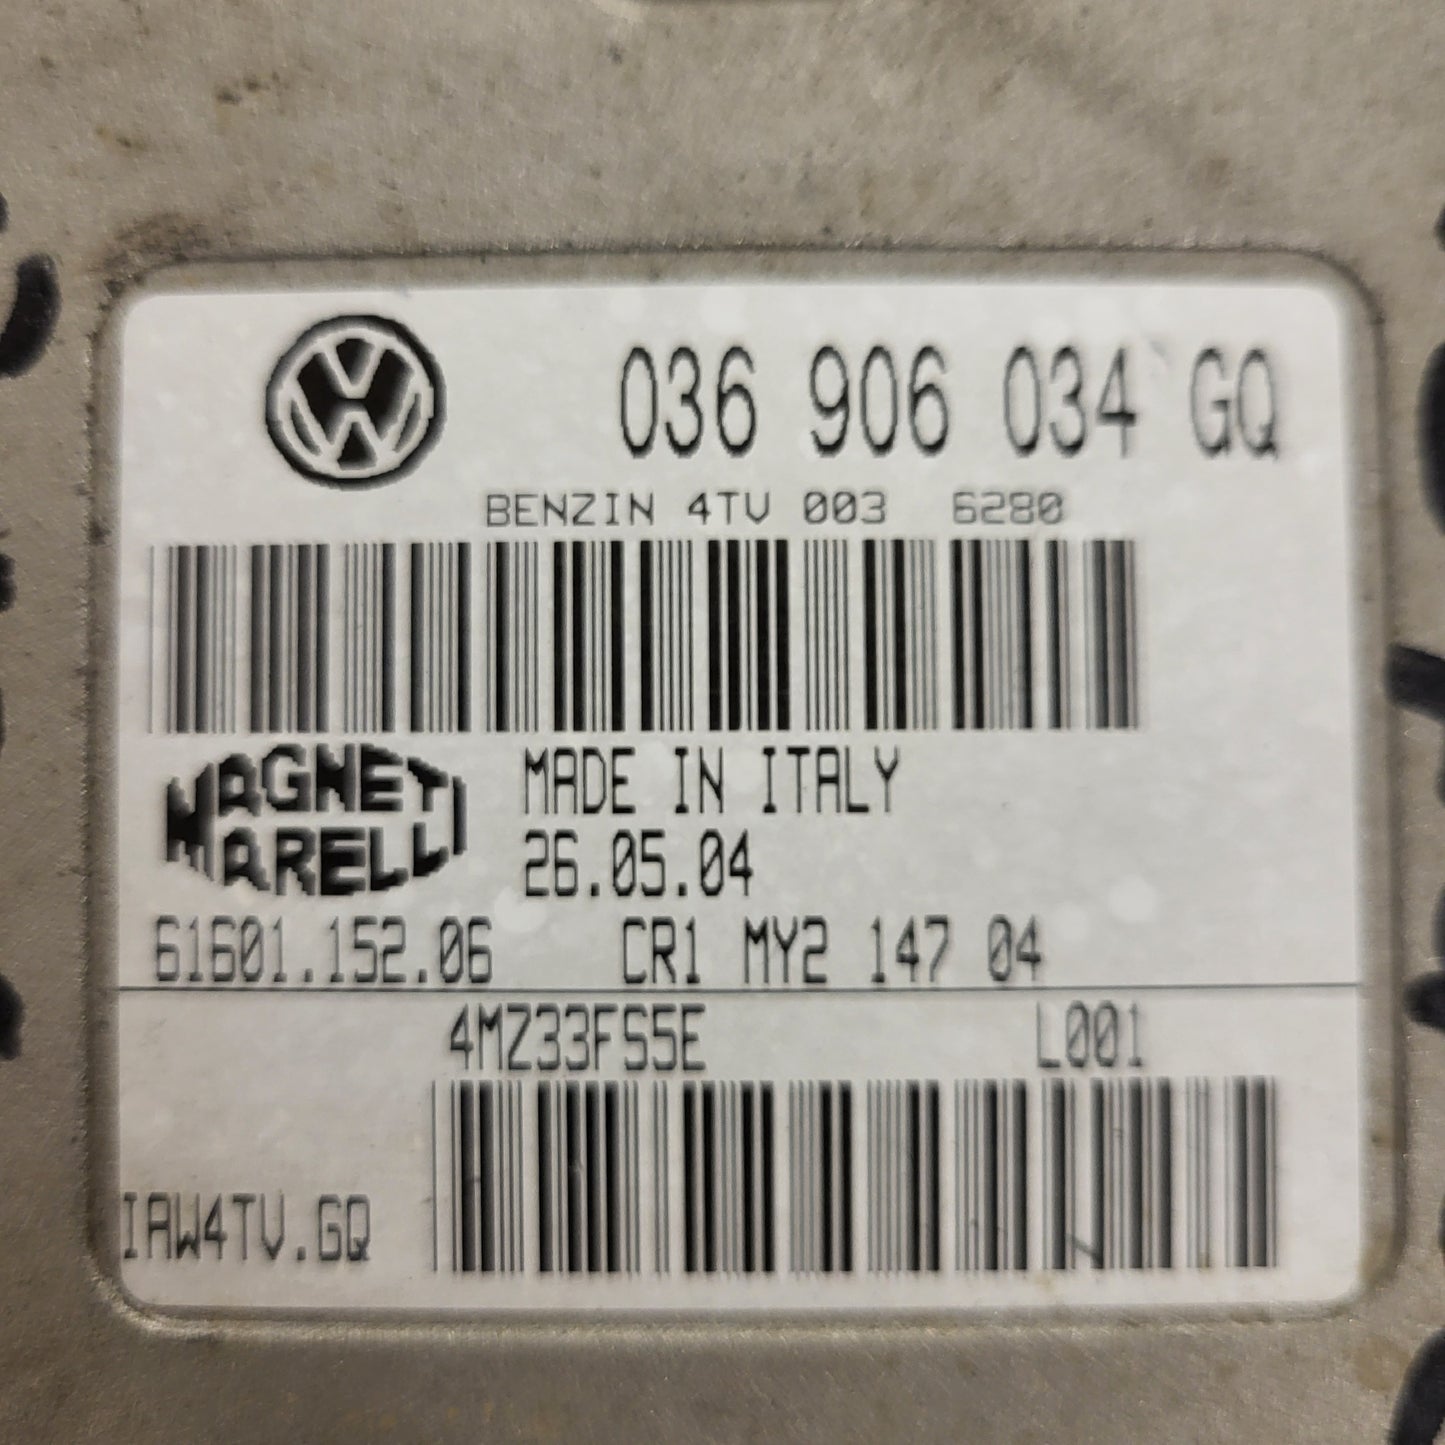 036 906 034 GQ
BENZIN 4TV 003 6280
MAGNETI
MARELLI
MADE IN ITALY
26.05.04
61601.152.06 CR1 MY2 147 04
4MZ33FS5E L001
IAW4TV.GQ